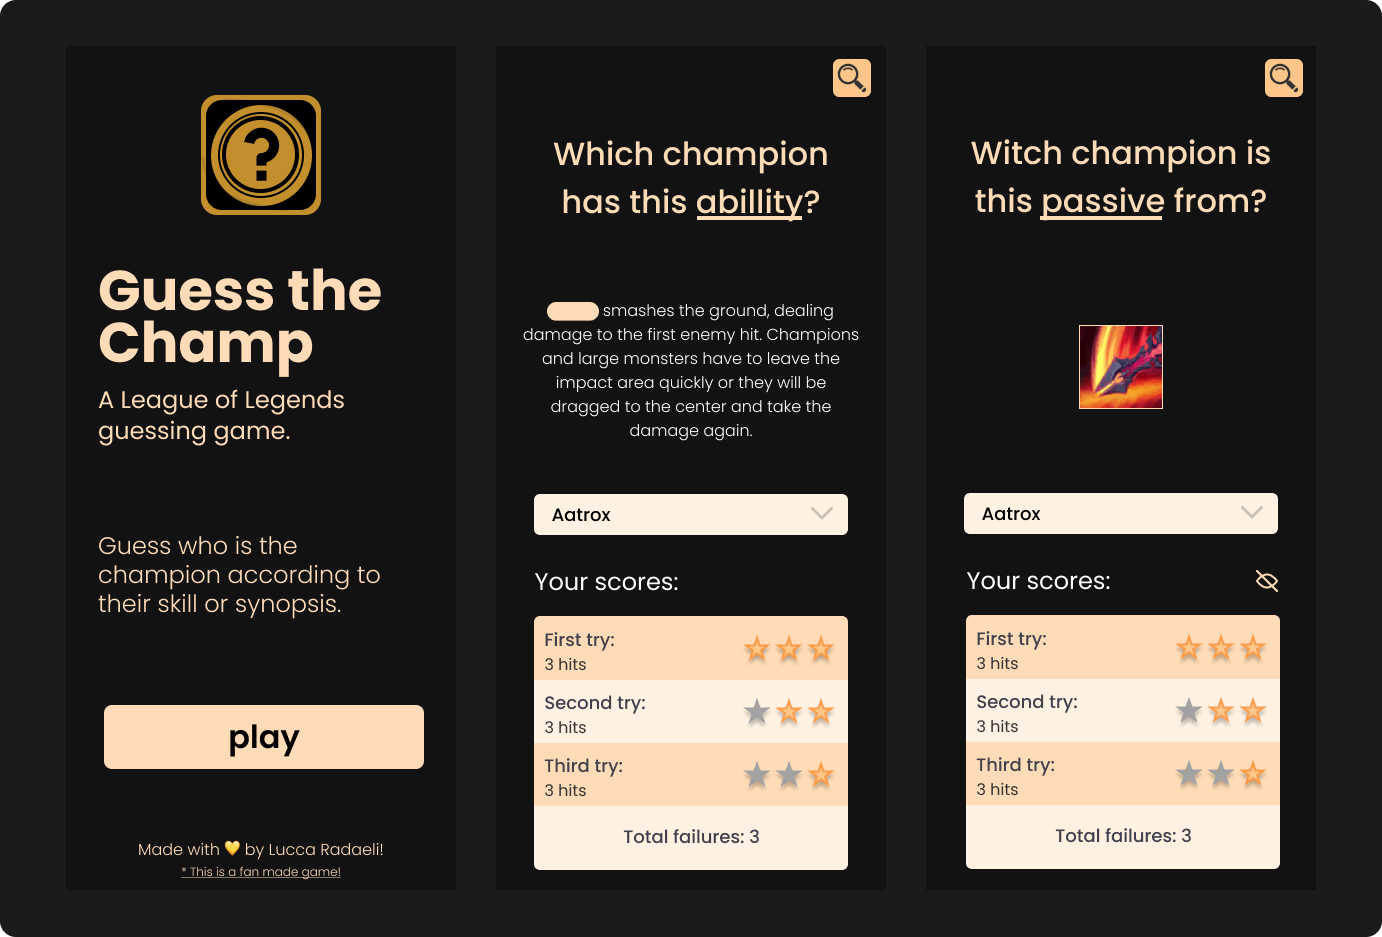 ?
Guess the
Champ
A League of Legends
guessing game.
Guess who is the
champion according to
their skill or synopsis.
play
Made with 💛 by Lucca Radaeli!
* This is a fan made game!
Which champion
has this abillity?
smashes the ground, dealing
damage to the first enemy hit. Champions
and large monsters have to leave the
impact area quickly or they will be
dragged to the center and take the
damage again.
Aatrox
Your scores:
First try:
3 hits
Second try:
3 hits
Third try:
3 hits
Total failures: 3
Witch champion is
this passive from?
Aatrox
Your scores:
First try:
3 hits
Second try:
3 hits
Third try:
3 hits
Total failures: 3